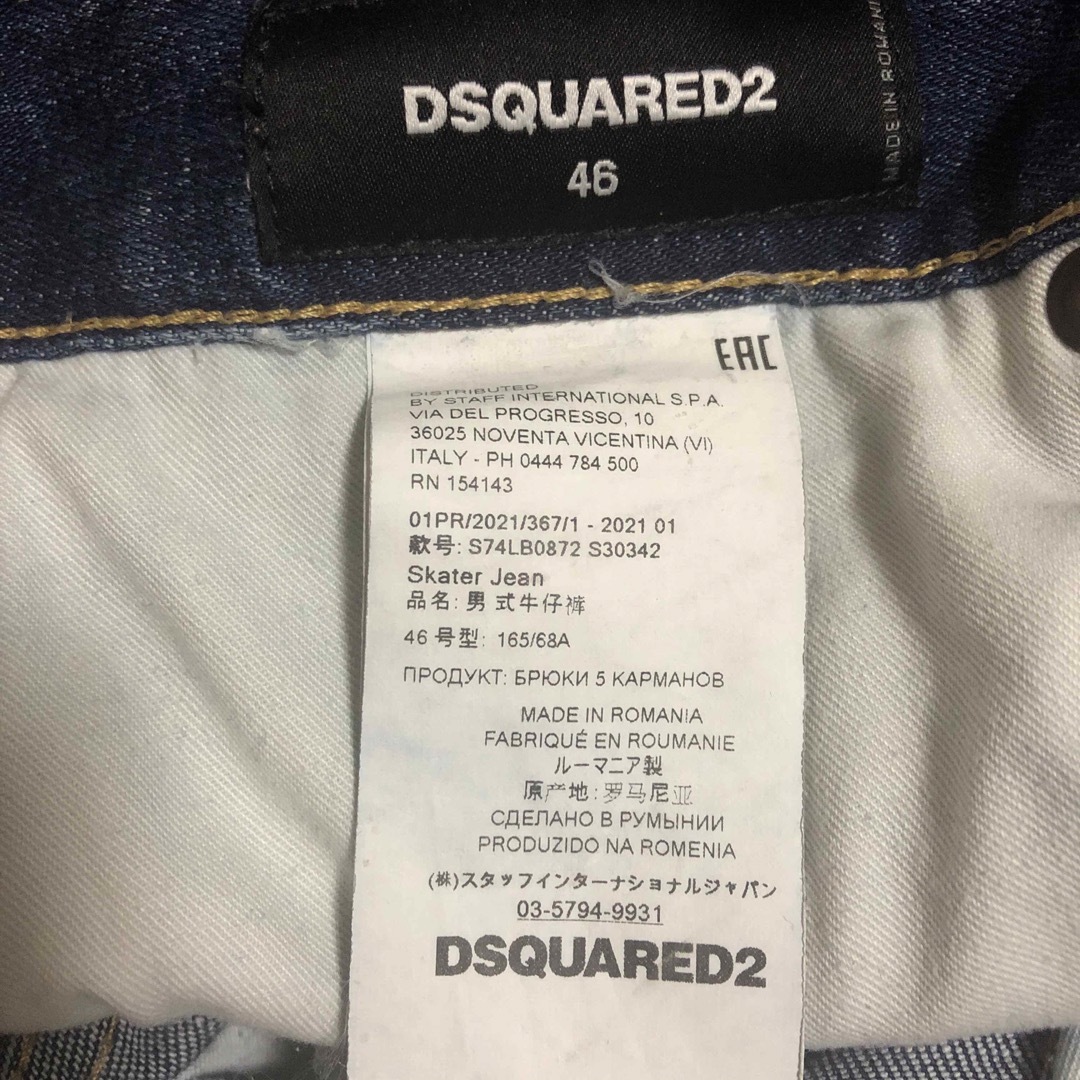 DSQUARED2
46
MADE IN ROMANI
EAC
DISTRIBUTED
BY STAFF INTERNATIONAL S.P.A.
VIA DEL PROGRESSO, 10
36025 NOVENTA VICENTINA (VI)
ITALY - PH 0444 784 500
RN 154143
01PR/2021/367/1 - 2021 01
款号: S74LB0872 S30342
Skater Jean
品名: 男 式牛仔裤
46 号型: 165/68A
ПРОДУКТ: БРЮКИ 5 КАРМАНОВ
MADE IN ROMANIA
FABRIQUÉ EN ROUMANIE
ルーマニア製
原产地: 罗马尼亚
СДЕЛАНО В РУМЫНИИ
PRODUZIDO NA ROMENIA
(株)スタッフインターナショナルジャパン
03-5794-9931
DSQUARED2